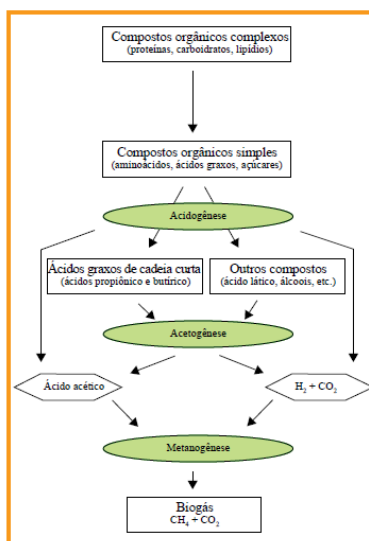 Compostos orgânicos complexos
(proteínas, carboidratos, lipídios)
Compostos orgânicos simples
(aminoácidos, ácidos graxos, açúcares)
Acidogênese
Ácidos graxos de cadeia curta
(ácidos propiônico e butírico)
Outros compostos
(ácido lático, álcoois, etc.)
Acetogênese
Ácido acético
H₂ + CO₂
Metanogênese
Biogás
CH₄ + CO₂